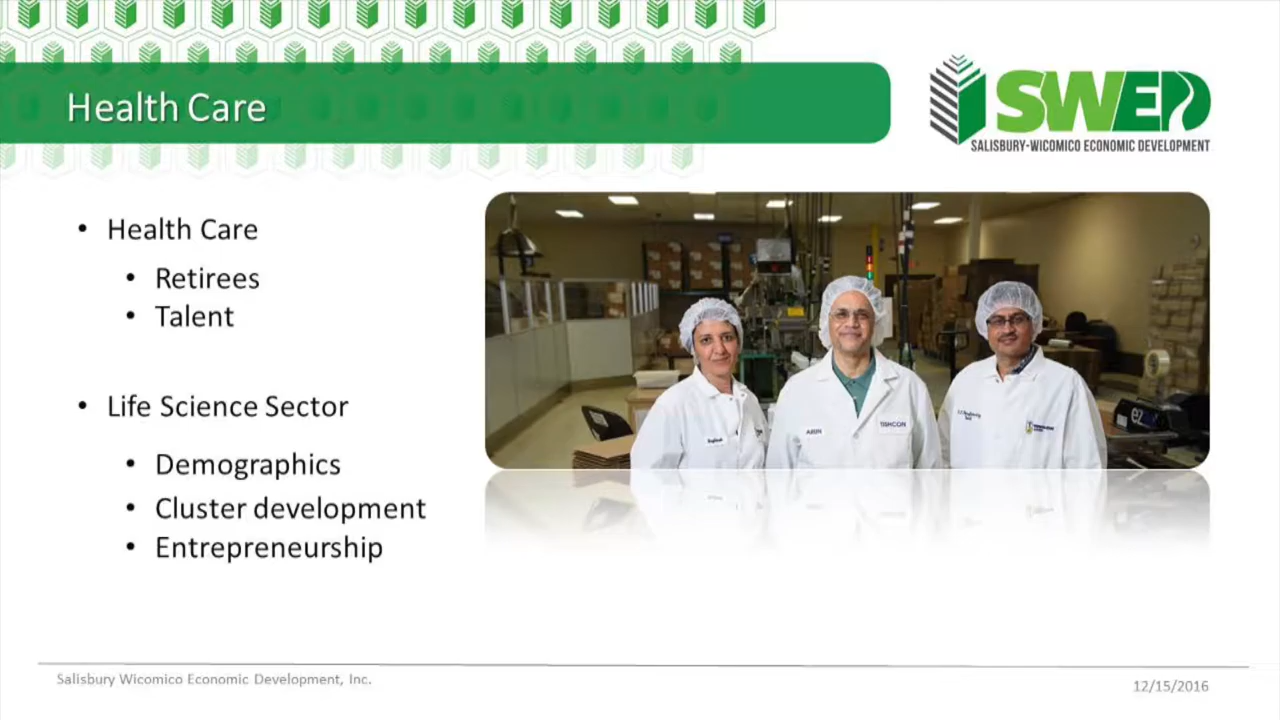 Health Care
SWED
SALISBURY-WICOMICO ECONOMIC DEVELOPMENT
• Health Care
• Retirees
• Talent
• Life Science Sector
• Demographics
• Cluster development
• Entrepreneurship
TISHCON
Salisbury Wicomico Economic Development, Inc.
12/15/2016